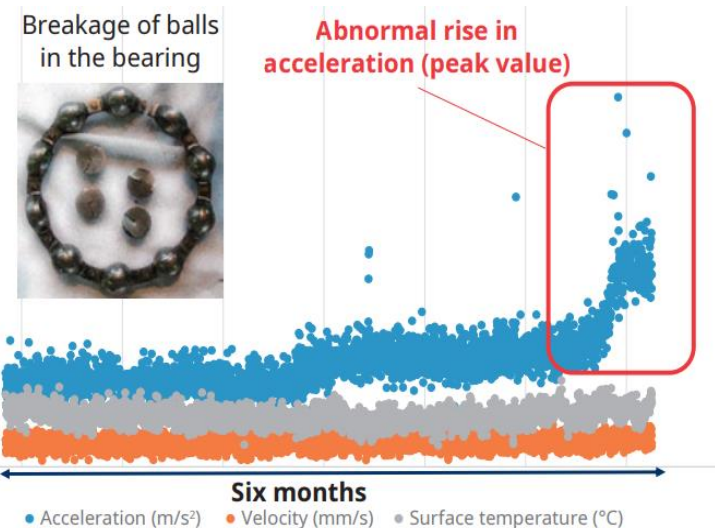 Breakage of balls
in the bearing
Abnormal rise in
acceleration (peak value)
Six months
Acceleration (m/s²) Velocity (mm/s) Surface temperature (°C)